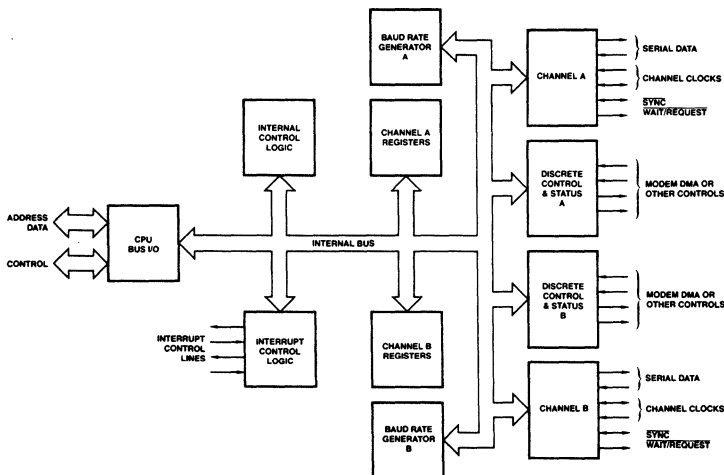 BAUD RATE
GENERATOR
A
CHANNEL A
SERIAL DATA
CHANNEL CLOCKS
SYNC
WAIT/REQUEST
INTERNAL
CONTROL
LOGIC
CHANNEL A
REGISTERS
DISCRETE
CONTROL
& STATUS
A
MODEM DMA OR
OTHER CONTROLS
ADDRESS
DATA
CONTROL
CPU
BUS I/O
INTERNAL BUS
DISCRETE
CONTROL
& STATUS
B
MODEM DMA OR
OTHER CONTROLS
INTERRUPT
CONTROL
LINES
INTERRUPT
CONTROL
LOGIC
CHANNEL B
REGISTERS
BAUD RATE
GENERATOR
B
CHANNEL B
SERIAL DATA
CHANNEL CLOCKS
SYNC
WAIT/REQUEST